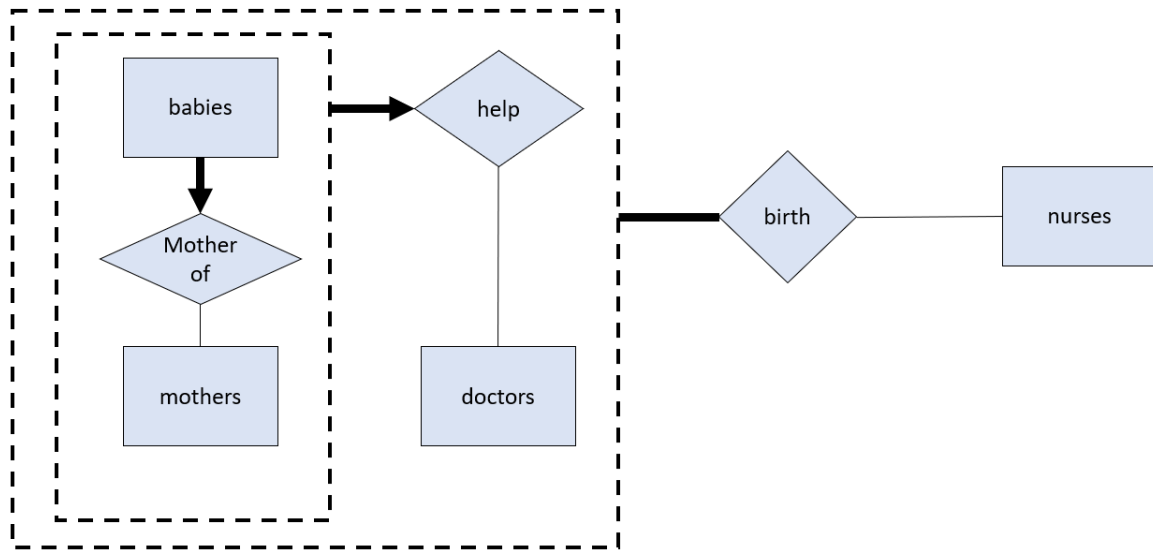 babies
help
Mother
of
birth
nurses
mothers
doctors